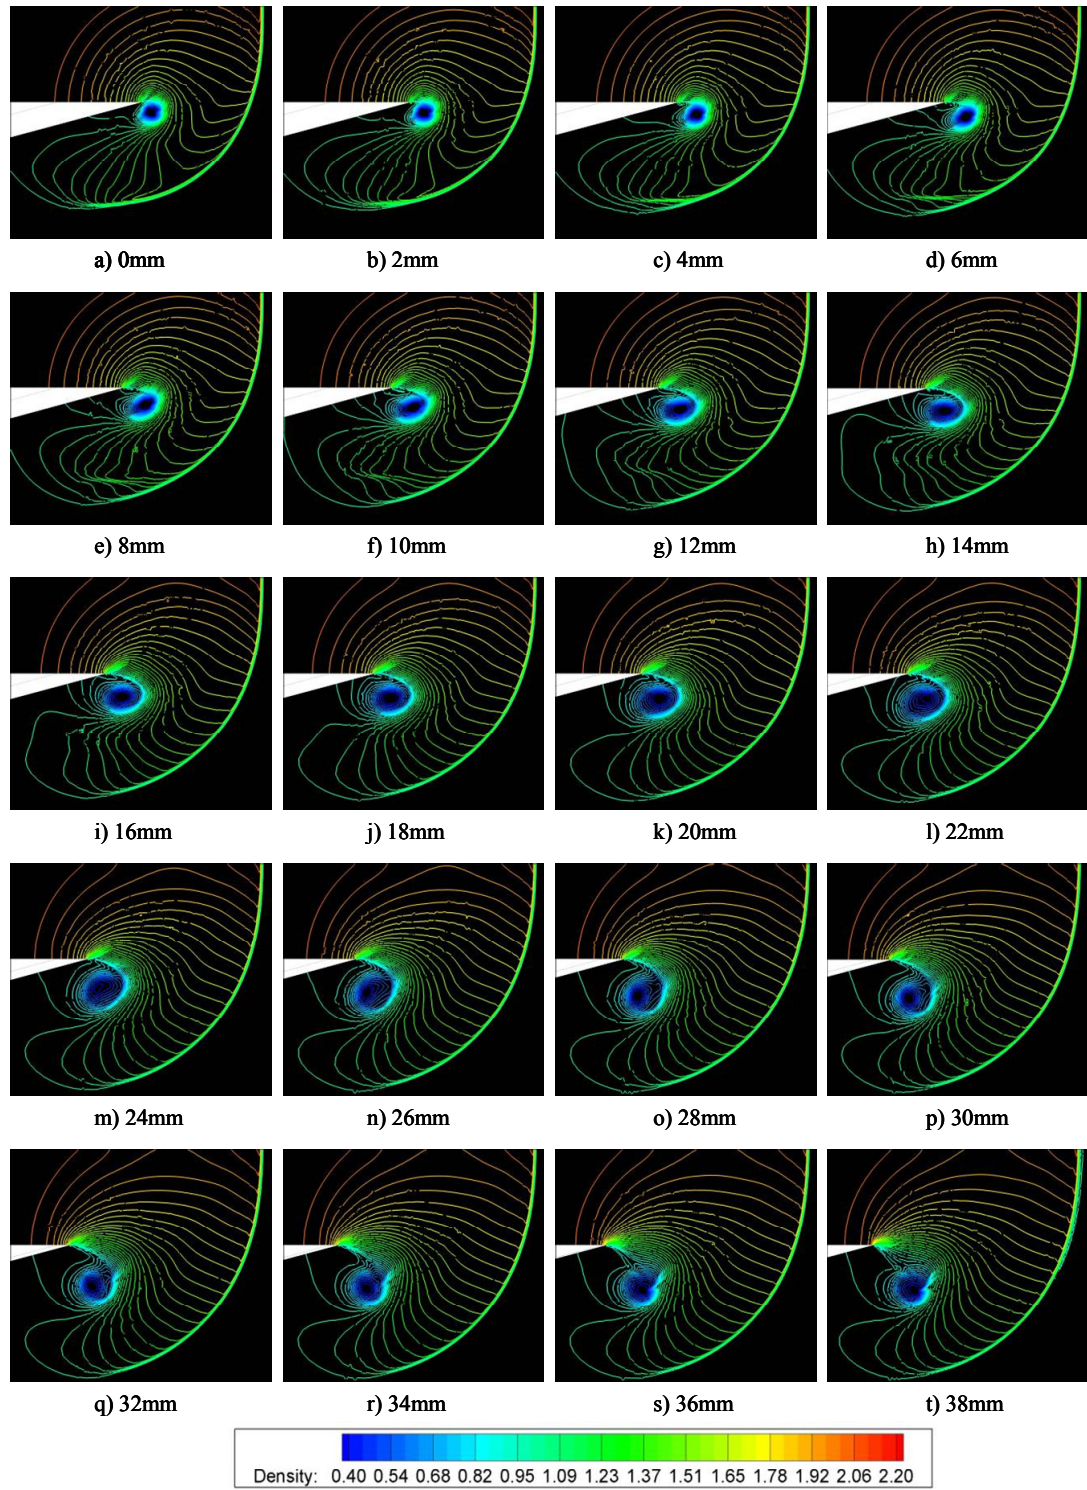 a) 0mm b) 2mm c) 4mm d) 6mm
e) 8mm f) 10mm g) 12mm h) 14mm
i) 16mm j) 18mm k) 20mm l) 22mm
m) 24mm n) 26mm o) 28mm p) 30mm
q) 32mm r) 34mm s) 36mm t) 38mm
Density: 0.40 0.54 0.68 0.82 0.95 1.09 1.23 1.37 1.51 1.65 1.78 1.92 2.06 2.20